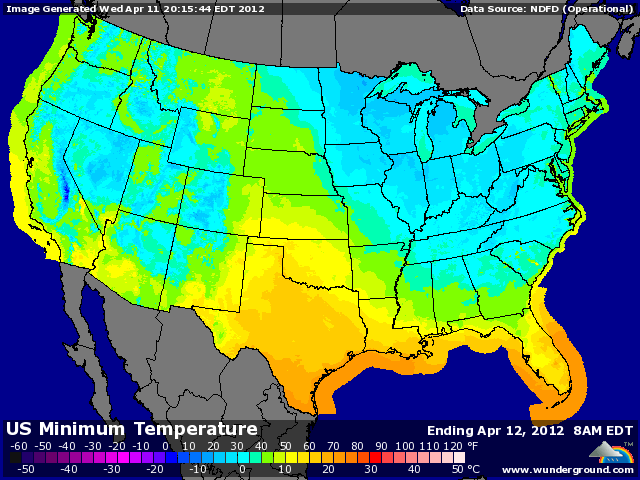 Image Generated Wed Apr 11 20:15:44 EDT 2012 Data Source: NDFD (Operational)
US Minimum Temperature Ending Apr 12, 2012 8AM EDT
-60 -50 -40 -30 -20 -10 0 10 20 30 40 50 60 70 80 90 100 110 120 °F
-50 -40 -30 -20 -10 0 10 20 30 40 50 °C
TM
www.wunderground.com